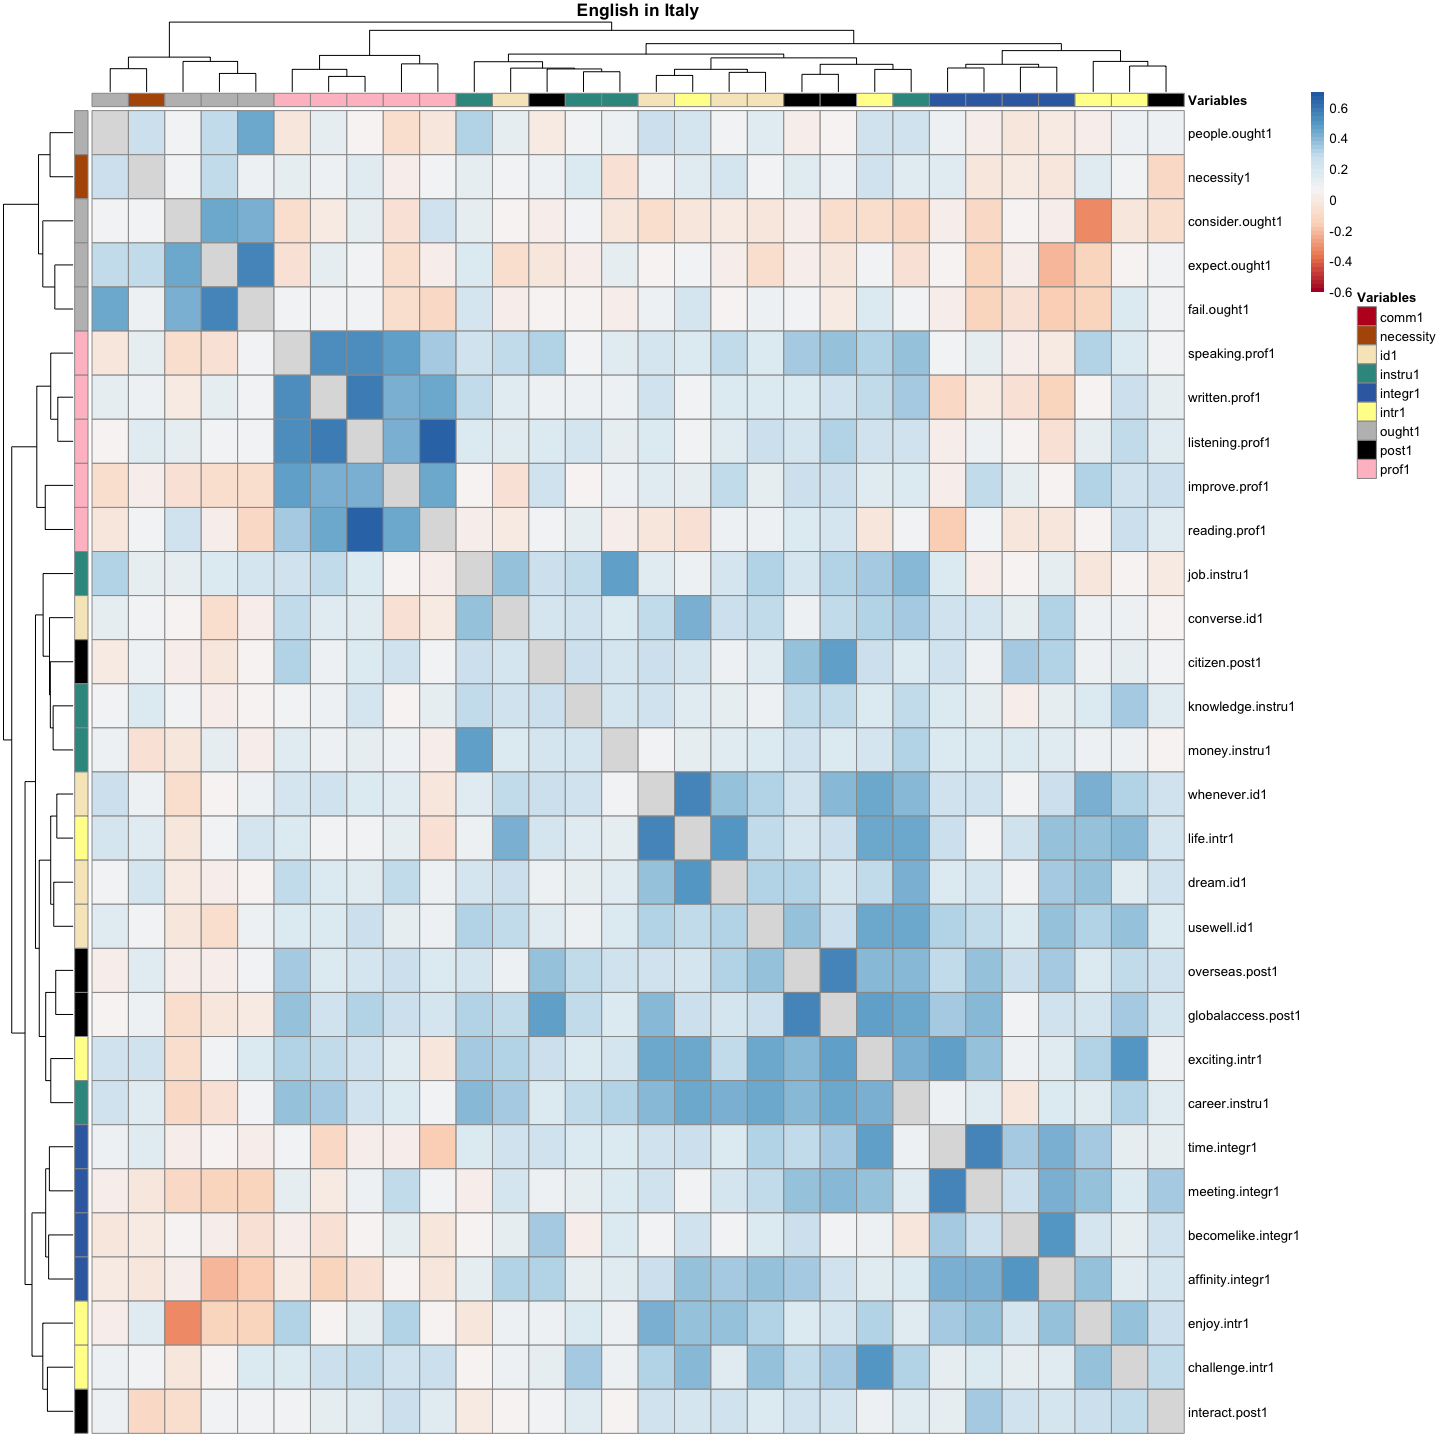 English in Italy
Variables
people.ought1
necessity1
consider.ought1
expect.ought1
fail.ought1
speaking.prof1
written.prof1
listening.prof1
improve.prof1
reading.prof1
job.instru1
converse.id1
citizen.post1
knowledge.instru1
money.instru1
whenever.id1
life.intr1
dream.id1
usewell.id1
overseas.post1
globalaccess.post1
exciting.intr1
career.instru1
time.integr1
meeting.integr1
becomelike.integr1
affinity.integr1
enjoy.intr1
challenge.intr1
interact.post1
0.6
0.4
0.2
0
-0.2
-0.4
-0.6
Variables
comm1
necessity
id1
instru1
integr1
intr1
ought1
post1
prof1